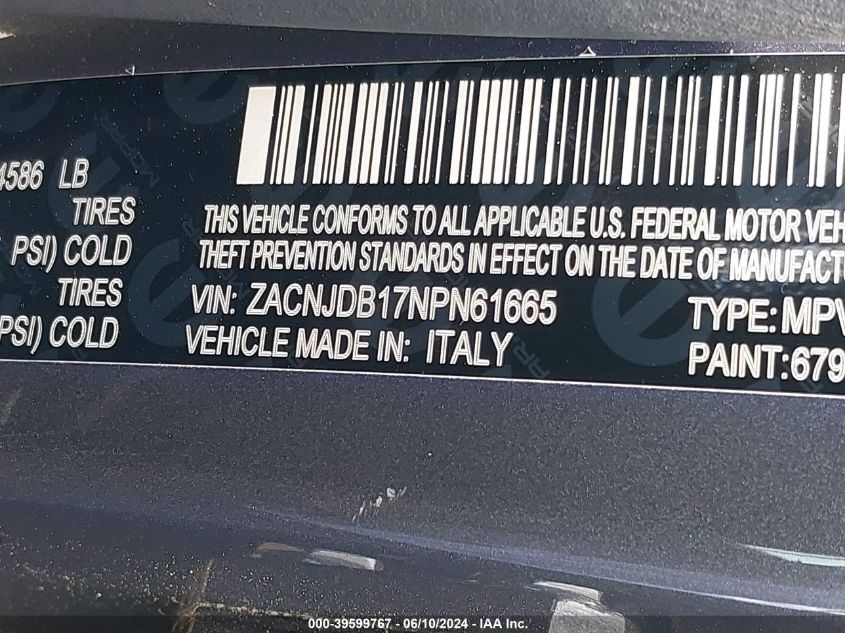 4586 LB
TIRES
PSI) COLD
TIRES
PSI) COLD
THIS VEHICLE CONFORMS TO ALL APPLICABLE U.S. FEDERAL MOTOR VEH
THEFT PREVENTION STANDARDS IN EFFECT ON THE DATE OF MANUFACT
VIN: ZACNJDB17NPN61665 TYPE: MPV
VEHICLE MADE IN: ITALY PAINT: 679
000-39599767 - 06/10/2024 - IAA Inc.